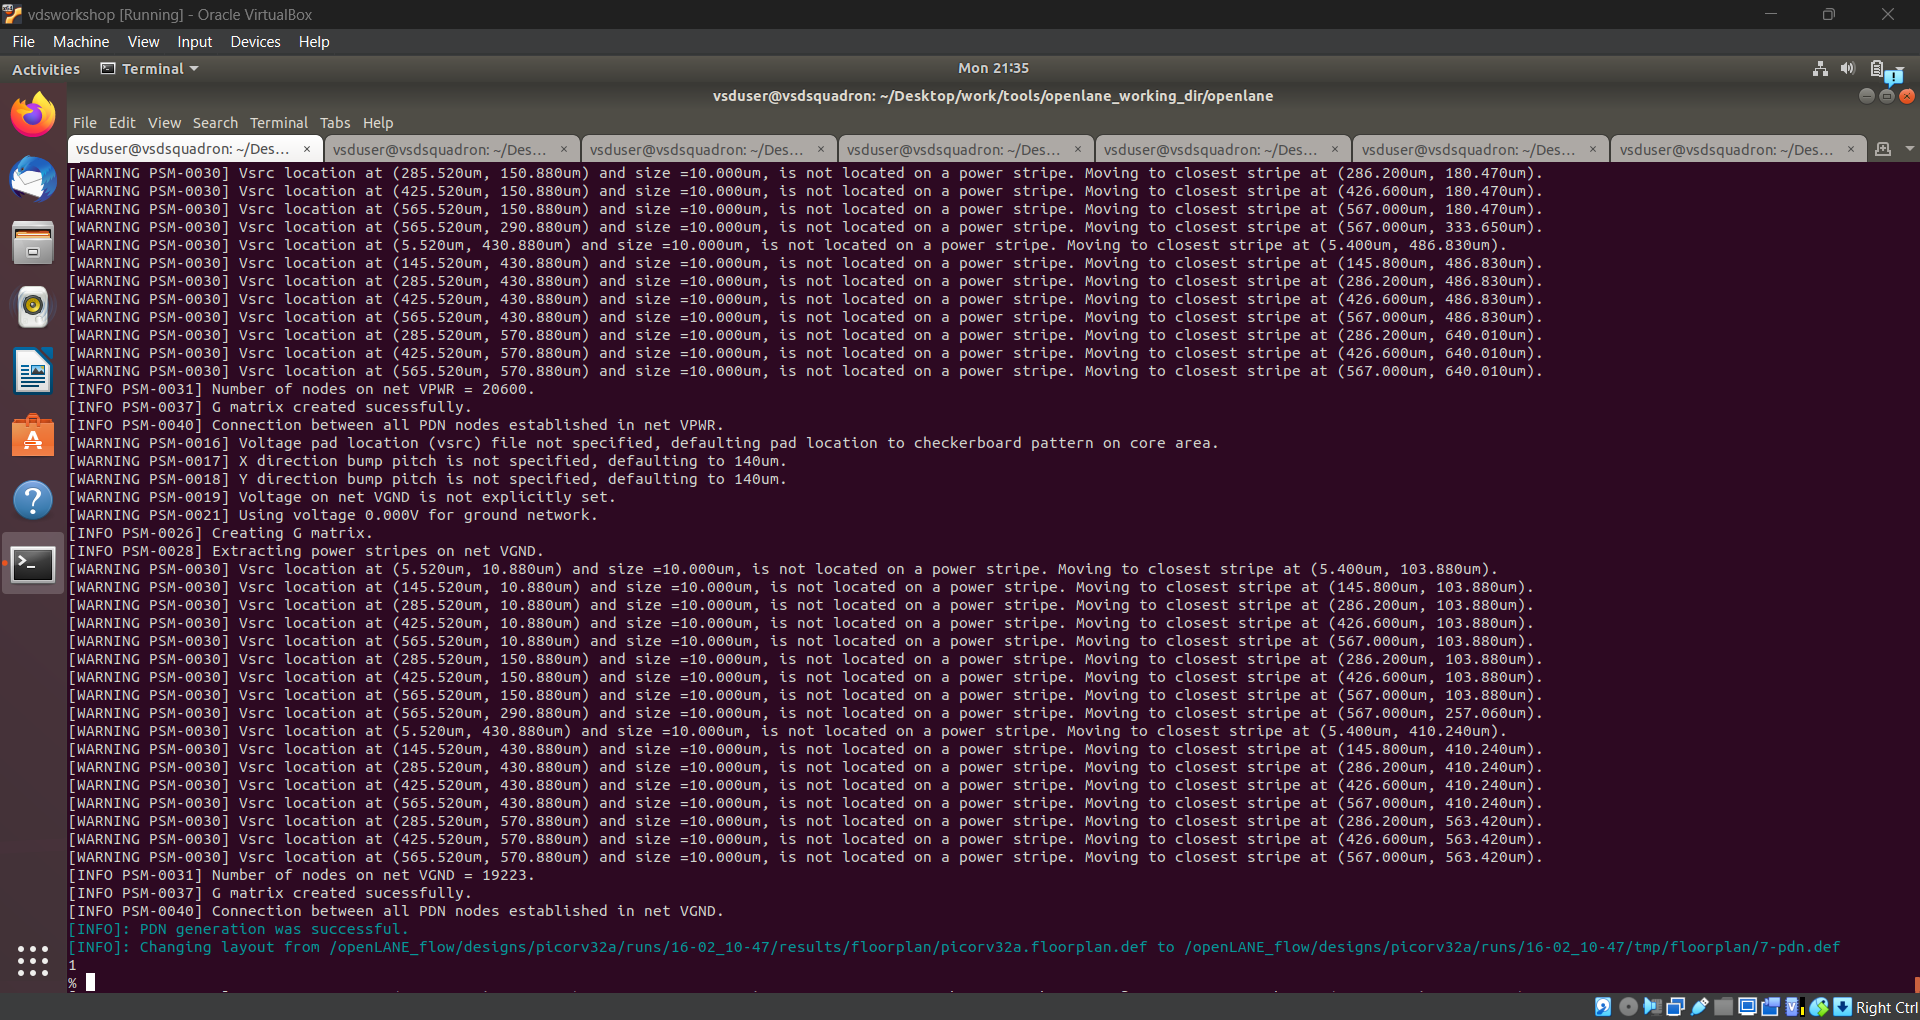 vdsworkshop [Running] - Oracle VirtualBox
File Machine View Input Devices Help
Activities Terminal Mon 21:35
vsduser@vsdsquadron: ~/Desktop/work/tools/openlane_working_dir/openlane
File Edit View Search Terminal Tabs Help
vsduser@vsdsquadron: ~/Des... × vsduser@vsdsquadron: ~/Des... × vsduser@vsdsquadron: ~/Des... × vsduser@vsdsquadron: ~/Des... × vsduser@vsdsquadron: ~/Des... × vsduser@vsdsquadron: ~/Des... × vsduser@vsdsquadron: ~/Des... ×
[WARNING PSM-0030] Vsrc location at (285.520um, 150.880um) and size =10.000um, is not located on a power stripe. Moving to closest stripe at (286.200um, 180.470um).
[WARNING PSM-0030] Vsrc location at (425.520um, 150.880um) and size =10.000um, is not located on a power stripe. Moving to closest stripe at (426.600um, 180.470um).
[WARNING PSM-0030] Vsrc location at (565.520um, 150.880um) and size =10.000um, is not located on a power stripe. Moving to closest stripe at (567.000um, 180.470um).
[WARNING PSM-0030] Vsrc location at (565.520um, 290.880um) and size =10.000um, is not located on a power stripe. Moving to closest stripe at (567.000um, 333.650um).
[WARNING PSM-0030] Vsrc location at (5.520um, 430.880um) and size =10.000um, is not located on a power stripe. Moving to closest stripe at (5.400um, 486.830um).
[WARNING PSM-0030] Vsrc location at (145.520um, 430.880um) and size =10.000um, is not located on a power stripe. Moving to closest stripe at (145.800um, 486.830um).
[WARNING PSM-0030] Vsrc location at (285.520um, 430.880um) and size =10.000um, is not located on a power stripe. Moving to closest stripe at (286.200um, 486.830um).
[WARNING PSM-0030] Vsrc location at (425.520um, 430.880um) and size =10.000um, is not located on a power stripe. Moving to closest stripe at (426.600um, 486.830um).
[WARNING PSM-0030] Vsrc location at (565.520um, 430.880um) and size =10.000um, is not located on a power stripe. Moving to closest stripe at (567.000um, 486.830um).
[WARNING PSM-0030] Vsrc location at (285.520um, 570.880um) and size =10.000um, is not located on a power stripe. Moving to closest stripe at (286.200um, 640.010um).
[WARNING PSM-0030] Vsrc location at (425.520um, 570.880um) and size =10.000um, is not located on a power stripe. Moving to closest stripe at (426.600um, 640.010um).
[WARNING PSM-0030] Vsrc location at (565.520um, 570.880um) and size =10.000um, is not located on a power stripe. Moving to closest stripe at (567.000um, 640.010um).
[INFO PSM-0031] Number of nodes on net VPWR = 20600.
[INFO PSM-0037] G matrix created sucessfully.
[INFO PSM-0040] Connection between all PDN nodes established in net VPWR.
[WARNING PSM-0016] Voltage pad location (vsrc) file not specified, defaulting pad location to checkerboard pattern on core area.
[WARNING PSM-0017] X direction bump pitch is not specified, defaulting to 140um.
[WARNING PSM-0018] Y direction bump pitch is not specified, defaulting to 140um.
[WARNING PSM-0019] Voltage on net VGND is not explicitly set.
[WARNING PSM-0021] Using voltage 0.000V for ground network.
[INFO PSM-0026] Creating G matrix.
[INFO PSM-0028] Extracting power stripes on net VGND.
[WARNING PSM-0030] Vsrc location at (5.520um, 10.880um) and size =10.000um, is not located on a power stripe. Moving to closest stripe at (5.400um, 103.880um).
[WARNING PSM-0030] Vsrc location at (145.520um, 10.880um) and size =10.000um, is not located on a power stripe. Moving to closest stripe at (145.800um, 103.880um).
[WARNING PSM-0030] Vsrc location at (285.520um, 10.880um) and size =10.000um, is not located on a power stripe. Moving to closest stripe at (286.200um, 103.880um).
[WARNING PSM-0030] Vsrc location at (425.520um, 10.880um) and size =10.000um, is not located on a power stripe. Moving to closest stripe at (426.600um, 103.880um).
[WARNING PSM-0030] Vsrc location at (565.520um, 10.880um) and size =10.000um, is not located on a power stripe. Moving to closest stripe at (567.000um, 103.880um).
[WARNING PSM-0030] Vsrc location at (285.520um, 150.880um) and size =10.000um, is not located on a power stripe. Moving to closest stripe at (286.200um, 103.880um).
[WARNING PSM-0030] Vsrc location at (425.520um, 150.880um) and size =10.000um, is not located on a power stripe. Moving to closest stripe at (426.600um, 103.880um).
[WARNING PSM-0030] Vsrc location at (565.520um, 150.880um) and size =10.000um, is not located on a power stripe. Moving to closest stripe at (567.000um, 103.880um).
[WARNING PSM-0030] Vsrc location at (565.520um, 290.880um) and size =10.000um, is not located on a power stripe. Moving to closest stripe at (567.000um, 257.060um).
[WARNING PSM-0030] Vsrc location at (5.520um, 430.880um) and size =10.000um, is not located on a power stripe. Moving to closest stripe at (5.400um, 410.240um).
[WARNING PSM-0030] Vsrc location at (145.520um, 430.880um) and size =10.000um, is not located on a power stripe. Moving to closest stripe at (145.800um, 410.240um).
[WARNING PSM-0030] Vsrc location at (285.520um, 430.880um) and size =10.000um, is not located on a power stripe. Moving to closest stripe at (286.200um, 410.240um).
[WARNING PSM-0030] Vsrc location at (425.520um, 430.880um) and size =10.000um, is not located on a power stripe. Moving to closest stripe at (426.600um, 410.240um).
[WARNING PSM-0030] Vsrc location at (565.520um, 430.880um) and size =10.000um, is not located on a power stripe. Moving to closest stripe at (567.000um, 410.240um).
[WARNING PSM-0030] Vsrc location at (285.520um, 570.880um) and size =10.000um, is not located on a power stripe. Moving to closest stripe at (286.200um, 563.420um).
[WARNING PSM-0030] Vsrc location at (425.520um, 570.880um) and size =10.000um, is not located on a power stripe. Moving to closest stripe at (426.600um, 563.420um).
[WARNING PSM-0030] Vsrc location at (565.520um, 570.880um) and size =10.000um, is not located on a power stripe. Moving to closest stripe at (567.000um, 563.420um).
[INFO PSM-0031] Number of nodes on net VGND = 19223.
[INFO PSM-0037] G matrix created sucessfully.
[INFO PSM-0040] Connection between all PDN nodes established in net VGND.
[INFO]: PDN generation was successful.
[INFO]: Changing layout from /openLANE_flow/designs/picorv32a/runs/16-02_10-47/results/floorplan/picorv32a.floorplan.def to /openLANE_flow/designs/picorv32a/runs/16-02_10-47/tmp/floorplan/7-pdn.def
1
%
Right Ctrl